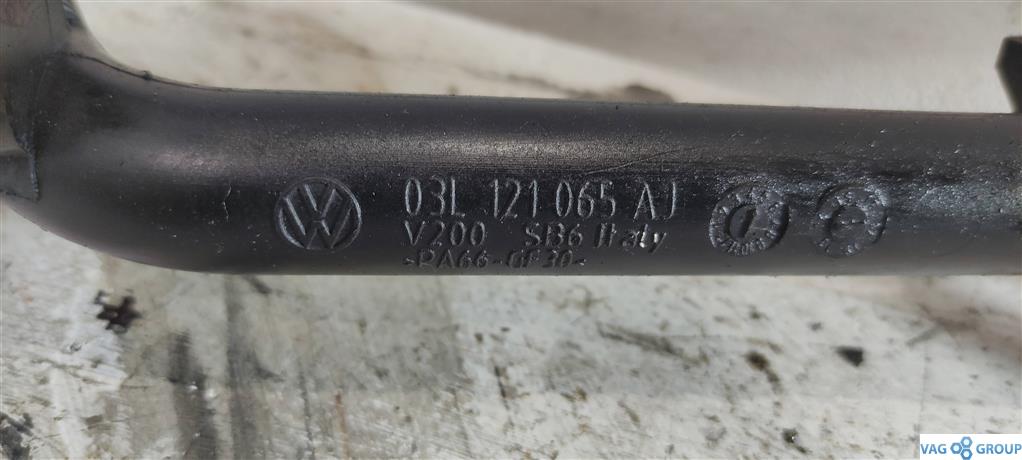 03L 121 065 AJ
V200 SB6 Italy
>PA66-GF30<
VAG GROUP